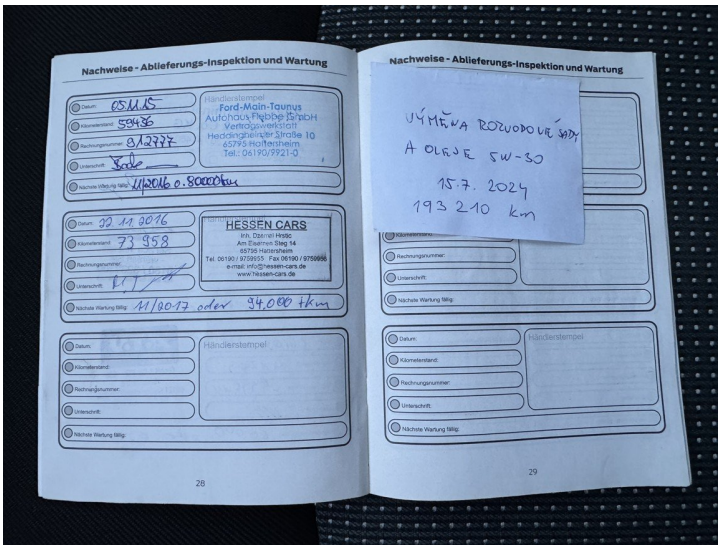 Nachweise - Ablieferungs-Inspektion und Wartung
Datum: 05.11.15
Kilometerstand: 59436
Rechnungsnummer: 912777
Unterschrift:
Nächste Wartung fällig: 11/2016 o. 80000km
Händlerstempel
Ford-Main-Taunus
Autohaus Flebbe GmbH
Vertragswerkstatt
Heddingheimer Straße 10
65795 Hattersheim
Tel.: 06190/9921-0
Datum: 22.11.2016
Kilometerstand: 73 958
Rechnungsnummer:
Unterschrift:
Nächste Wartung fällig: 11/2017 oder 94,000 tkm
HESSEN CARS
Inh. Dzemail Hrstic
Am Eisernen Steg 14
65795 Hattersheim
Tel. 06190 / 9759955 Fax 06190 / 9759956
e-mail: info@hessen-cars.de
www.hessen-cars.de
Datum:
Kilometerstand:
Rechnungsnummer:
Unterschrift:
Nächste Wartung fällig:
Händlerstempel
28
Nachweise - Ablieferungs-Inspektion und Wartung
VÝMĚNA ROZVODOVÉ SADY
A OLEJE 5W-30
15.7. 2024
193 210 km
Kilometerstand:
Rechnungsnummer:
Unterschrift:
Nächste Wartung fällig:
Datum:
Kilometerstand:
Rechnungsnummer:
Unterschrift:
Nächste Wartung fällig:
Händlerstempel
29